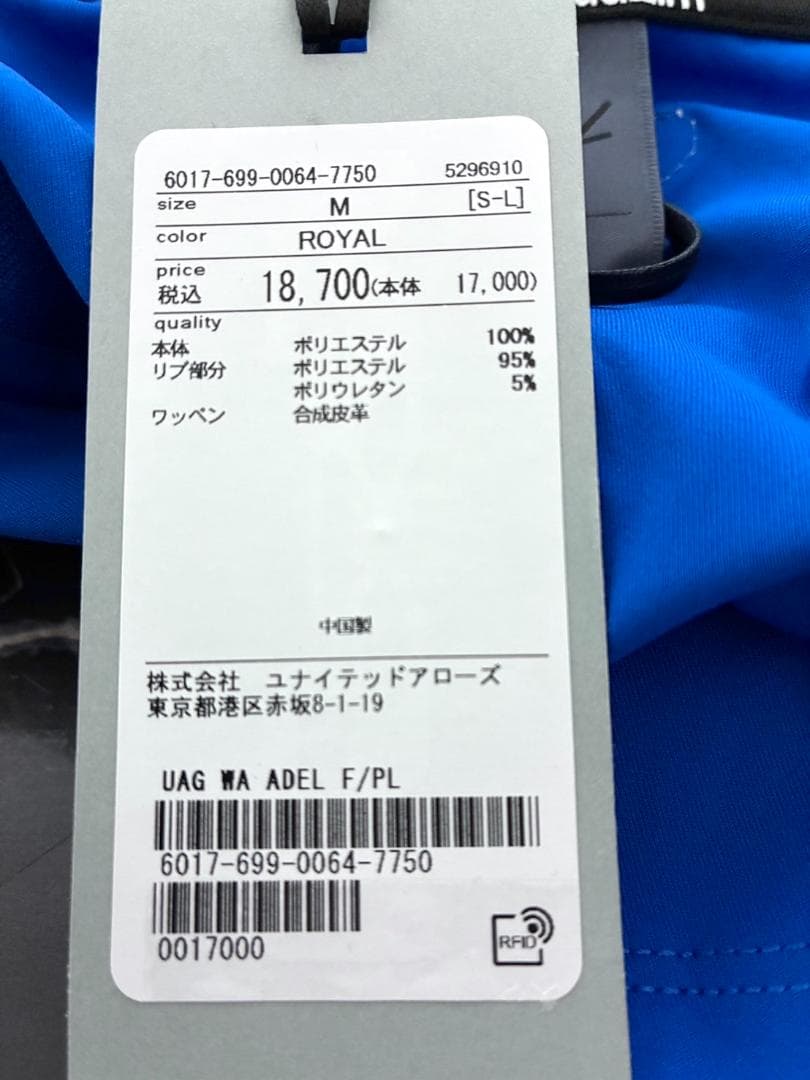 6017-699-0064-7750 5296910
size M [S-L]
color ROYAL
price
税込 18,700(本体 17,000)
quality
本体 ポリエステル 100%
リブ部分 ポリエステル 95%
ポリウレタン 5%
ワッペン 合成皮革
中国製
株式会社 ユナイテッドアローズ
東京都港区赤坂8-1-19
UAG WA ADEL F/PL
6017-699-0064-7750
0017000
RFID